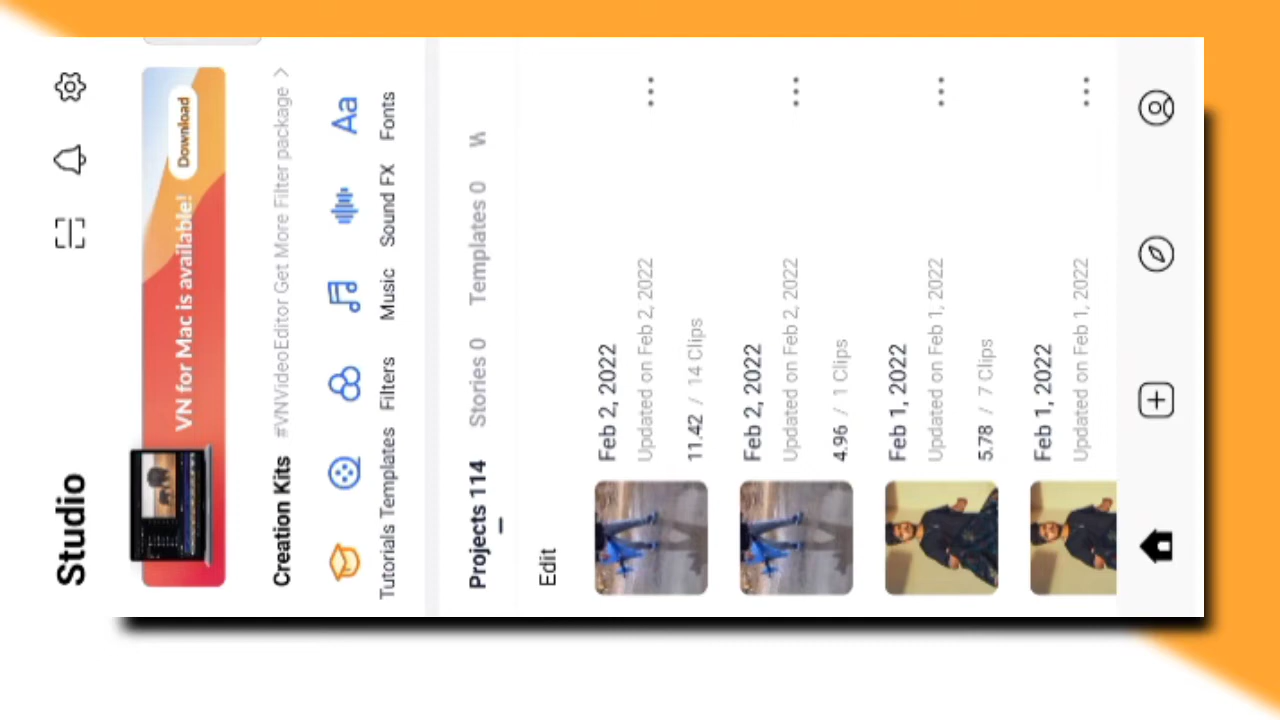 Studio
VN for Mac is available!
Download
Creation Kits
#VNVideoEditor Get More Filter package >
Tutorials
Templates
Filters
Music
Sound FX
Fonts
Projects 114
Stories 0
Templates 0
Edit
Feb 2, 2022
Updated on Feb 2, 2022
11.42 / 14 Clips
Feb 2, 2022
Updated on Feb 2, 2022
4.96 / 1 Clips
Feb 1, 2022
Updated on Feb 1, 2022
5.78 / 7 Clips
Feb 1, 2022
Updated on Feb 1, 2022